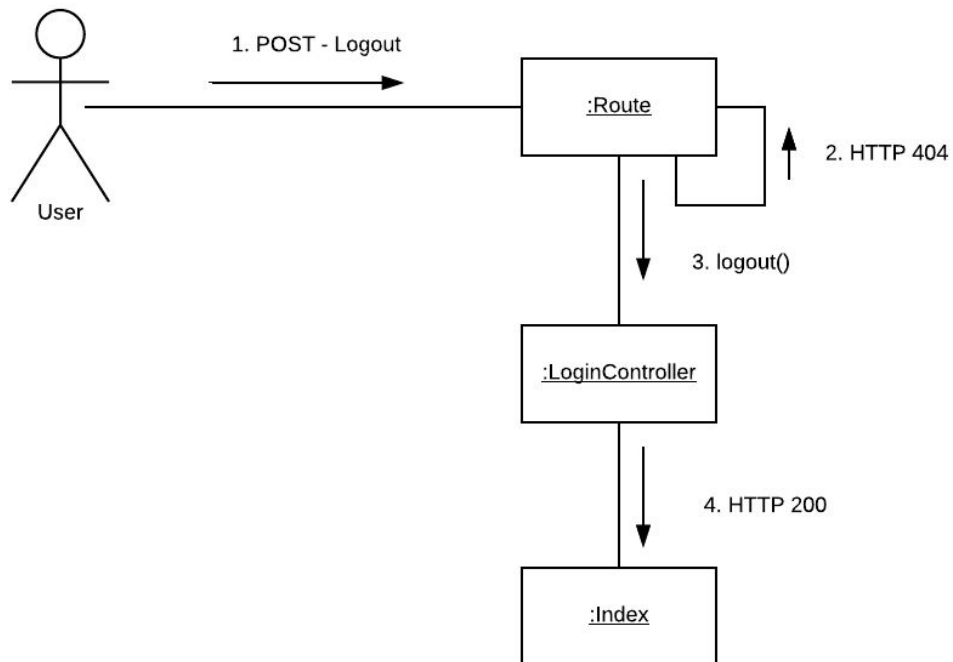 1. POST - Logout
:Route
2. HTTP 404
User
3. logout()
:LoginController
4. HTTP 200
:Index